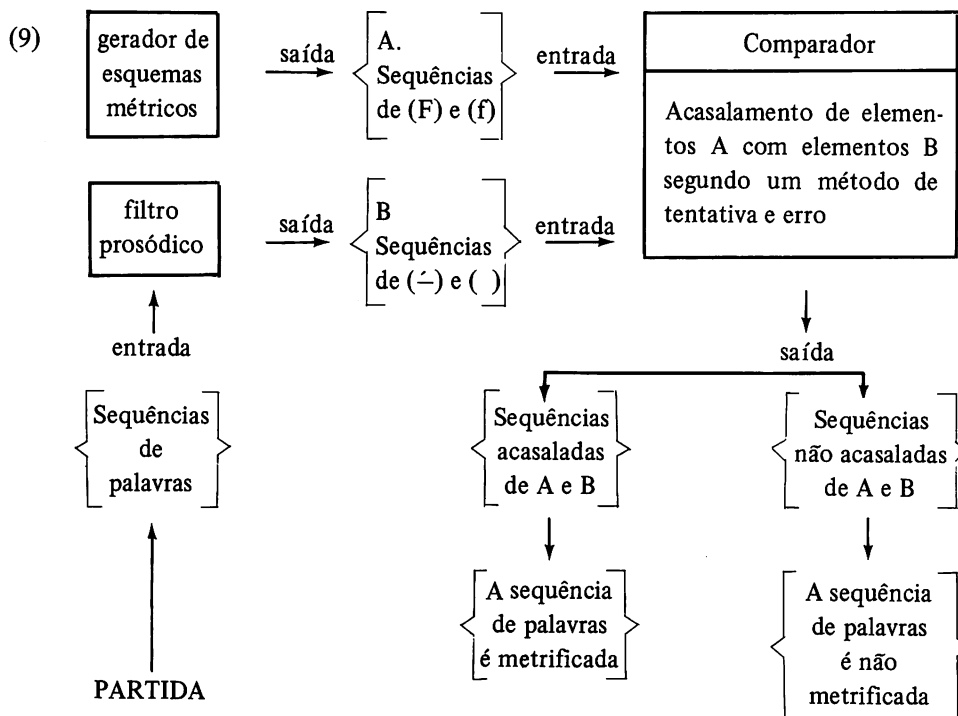 (9)
gerador de
esquemas
métricos
saída
A.
Sequências
de (F) e (f)
entrada
Comparador
Acasalamento de elemen-
tos A com elementos B
segundo um método de
tentativa e erro
filtro
prosódico
saída
B
Sequências
de (–́) e ( )
entrada
entrada
saída
Sequências
de
palavras
Sequências
acasaladas
de A e B
Sequências
não acasaladas
de A e B
A sequência
de palavras
é metrificada
A sequência
de palavras
é não
metrificada
PARTIDA